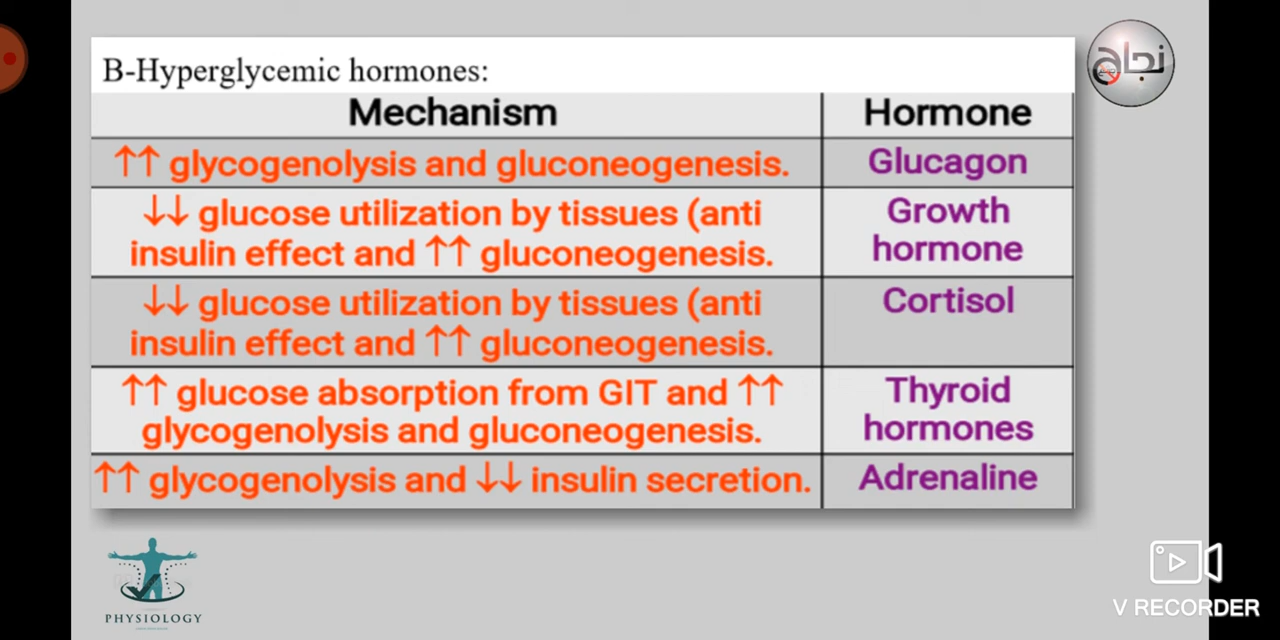 B-Hyperglycemic hormones:
Mechanism
Hormone
↑↑ glycogenolysis and gluconeogenesis.
Glucagon
↓↓ glucose utilization by tissues (anti
insulin effect and ↑↑ gluconeogenesis.
Growth
hormone
↓↓ glucose utilization by tissues (anti
insulin effect and ↑↑ gluconeogenesis.
Cortisol
↑↑ glucose absorption from GIT and ↑↑
glycogenolysis and gluconeogenesis.
Thyroid
hormones
↑↑ glycogenolysis and ↓↓ insulin secretion.
Adrenaline
نجاح
PHYSIOLOGY
V RECORDER